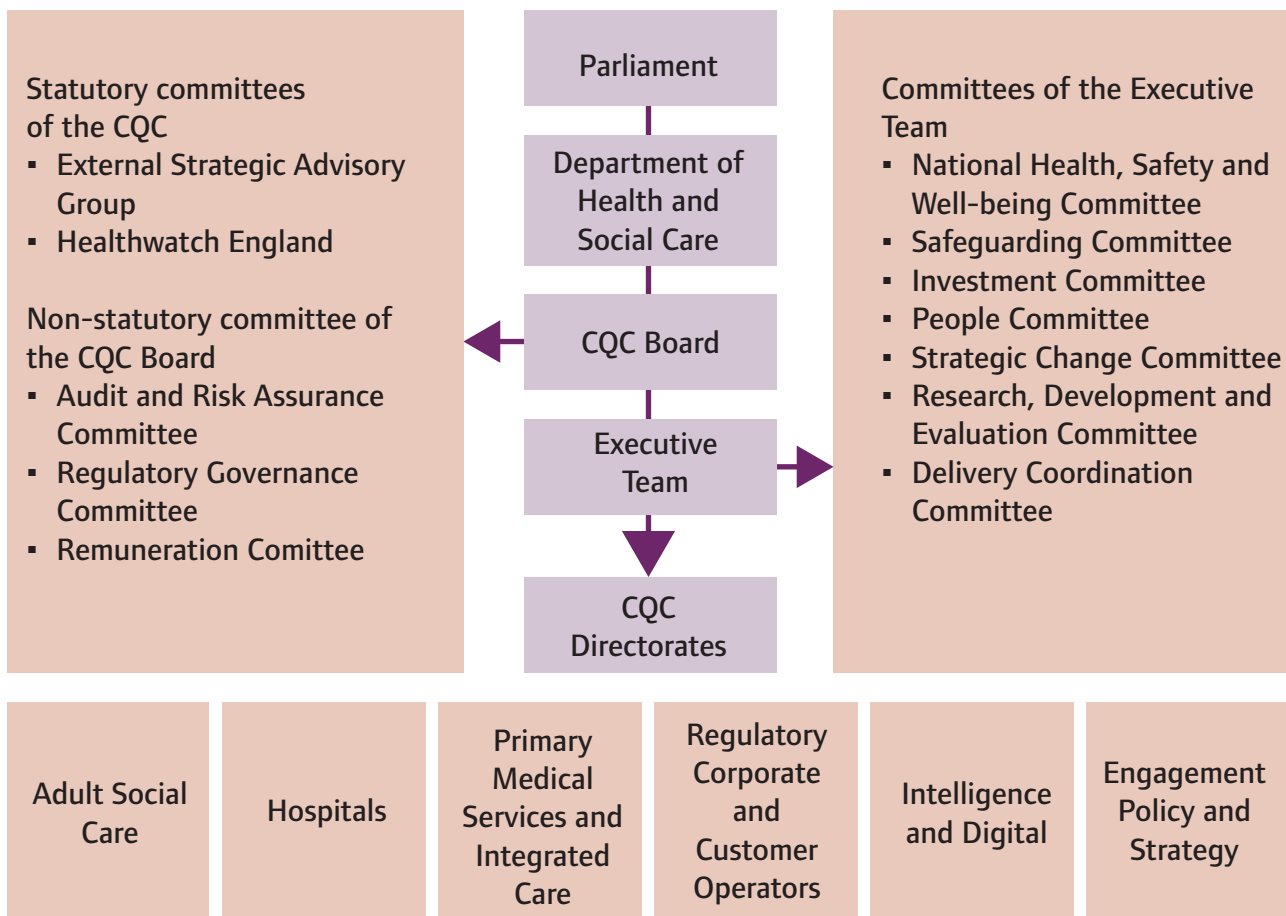 Statutory committees
of the CQC
▪ External Strategic Advisory
Group
▪ Healthwatch England
Non-statutory committee of
the CQC Board
▪ Audit and Risk Assurance
Committee
▪ Regulatory Governance
Committee
▪ Remuneration Comittee
Parliament
Department of
Health and
Social Care
CQC Board
Executive
Team
CQC
Directorates
Committees of the Executive
Team
▪ National Health, Safety and
Well-being Committee
▪ Safeguarding Committee
▪ Investment Committee
▪ People Committee
▪ Strategic Change Committee
▪ Research, Development and
Evaluation Committee
▪ Delivery Coordination
Committee
Adult Social
Care
Hospitals
Primary
Medical
Services and
Integrated
Care
Regulatory
Corporate
and
Customer
Operators
Intelligence
and Digital
Engagement
Policy and
Strategy